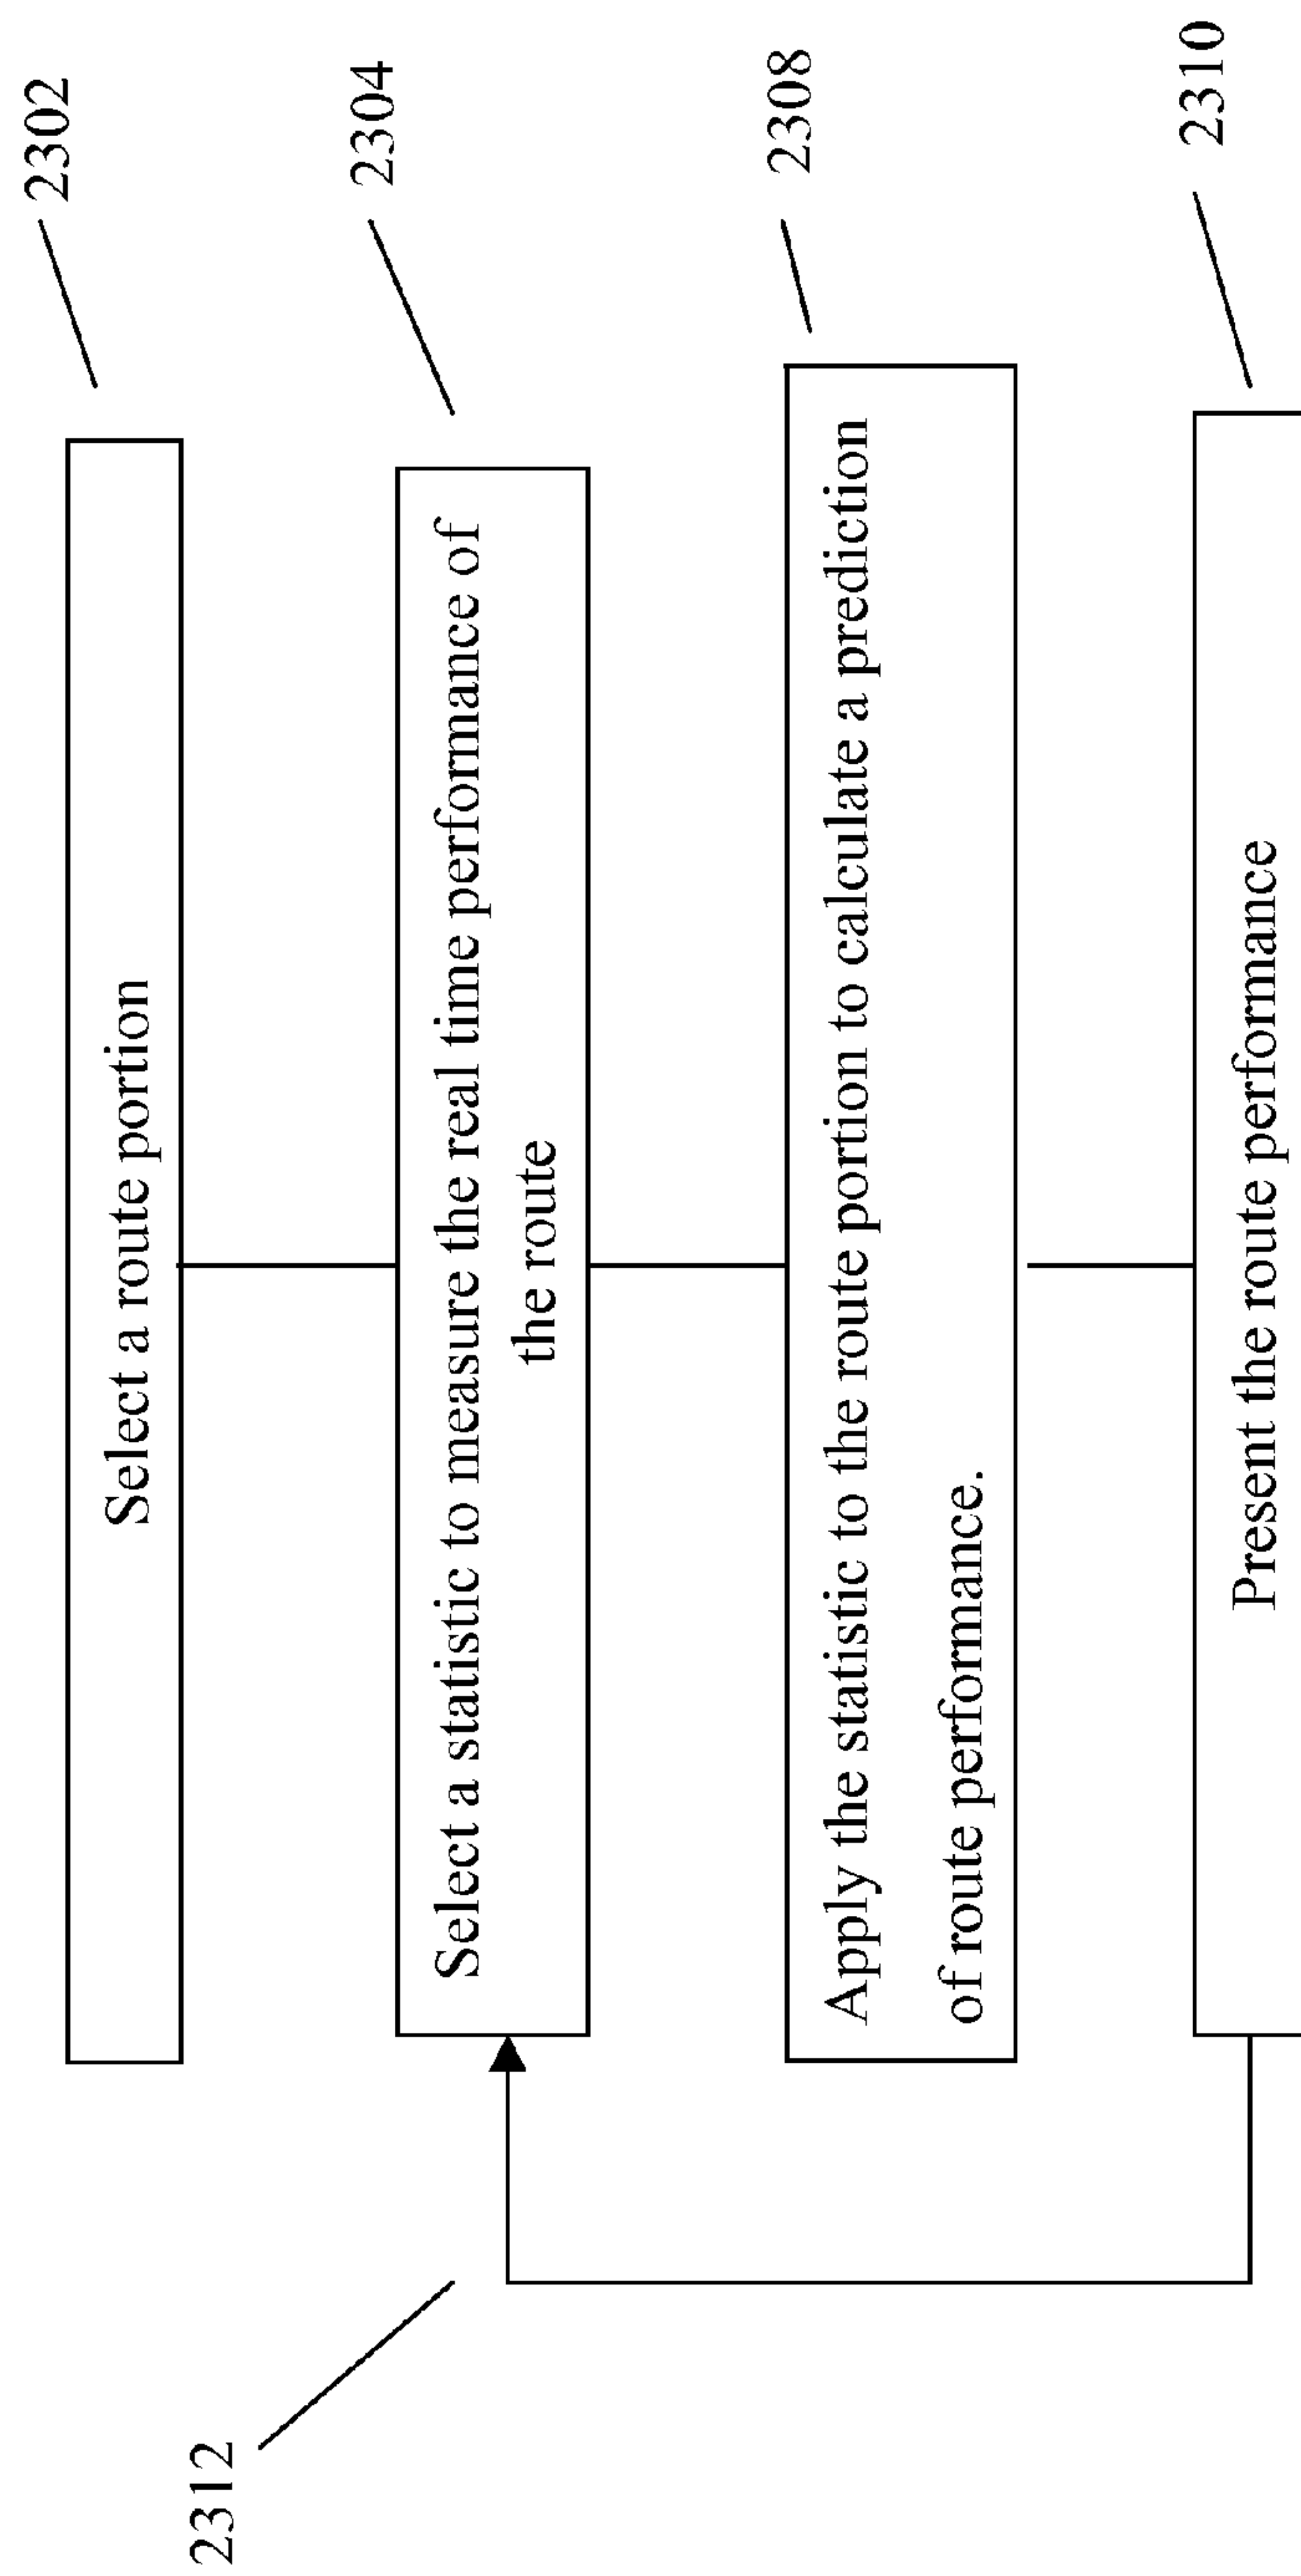 2302
Select a route portion
2304
Select a statistic to measure the real time performance of
the route
2308
Apply the statistic to the route portion to calculate a prediction
of route performance.
2310
Present the route performance
2312